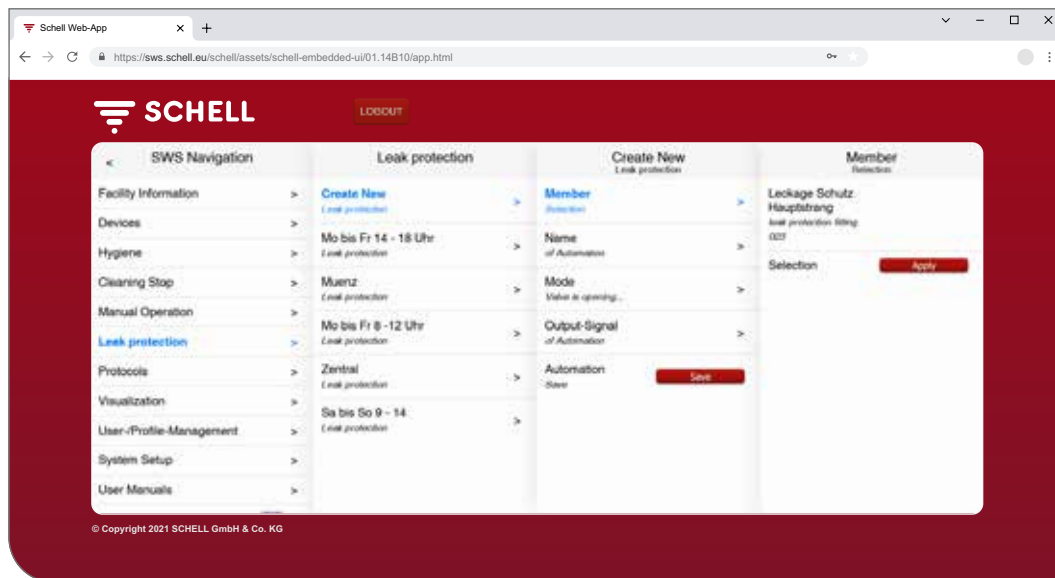 Schell Web-App
https://sws.schell.eu/schell/assets/schell-embedded-ui/01.14B10/app.html
SCHELL
LOGOUT
< SWS Navigation
Facility Information >
Devices >
Hygiene >
Cleaning Stop >
Manual Operation >
Leak protection >
Protocols >
Visualization >
User-/Profile-Management >
System Setup >
User Manuals >
Leak protection
Create New >
Leak protection
Mo bis Fr 14 - 18 Uhr >
Leak protection
Muenz >
Leak protection
Mo bis Fr 8 -12 Uhr >
Leak protection
Zentral >
Leak protection
Sa bis So 9 - 14 >
Leak protection
Create New
Leak protection
Member >
Selection
Name >
of Automation
Mode >
Valve is opening...
Output-Signal >
of Automation
Automation Save
Save
Member
Selection
Leckage Schutz
Hauptstrang
leak protection fitting
Selection Apply
© Copyright 2021 SCHELL GmbH & Co. KG